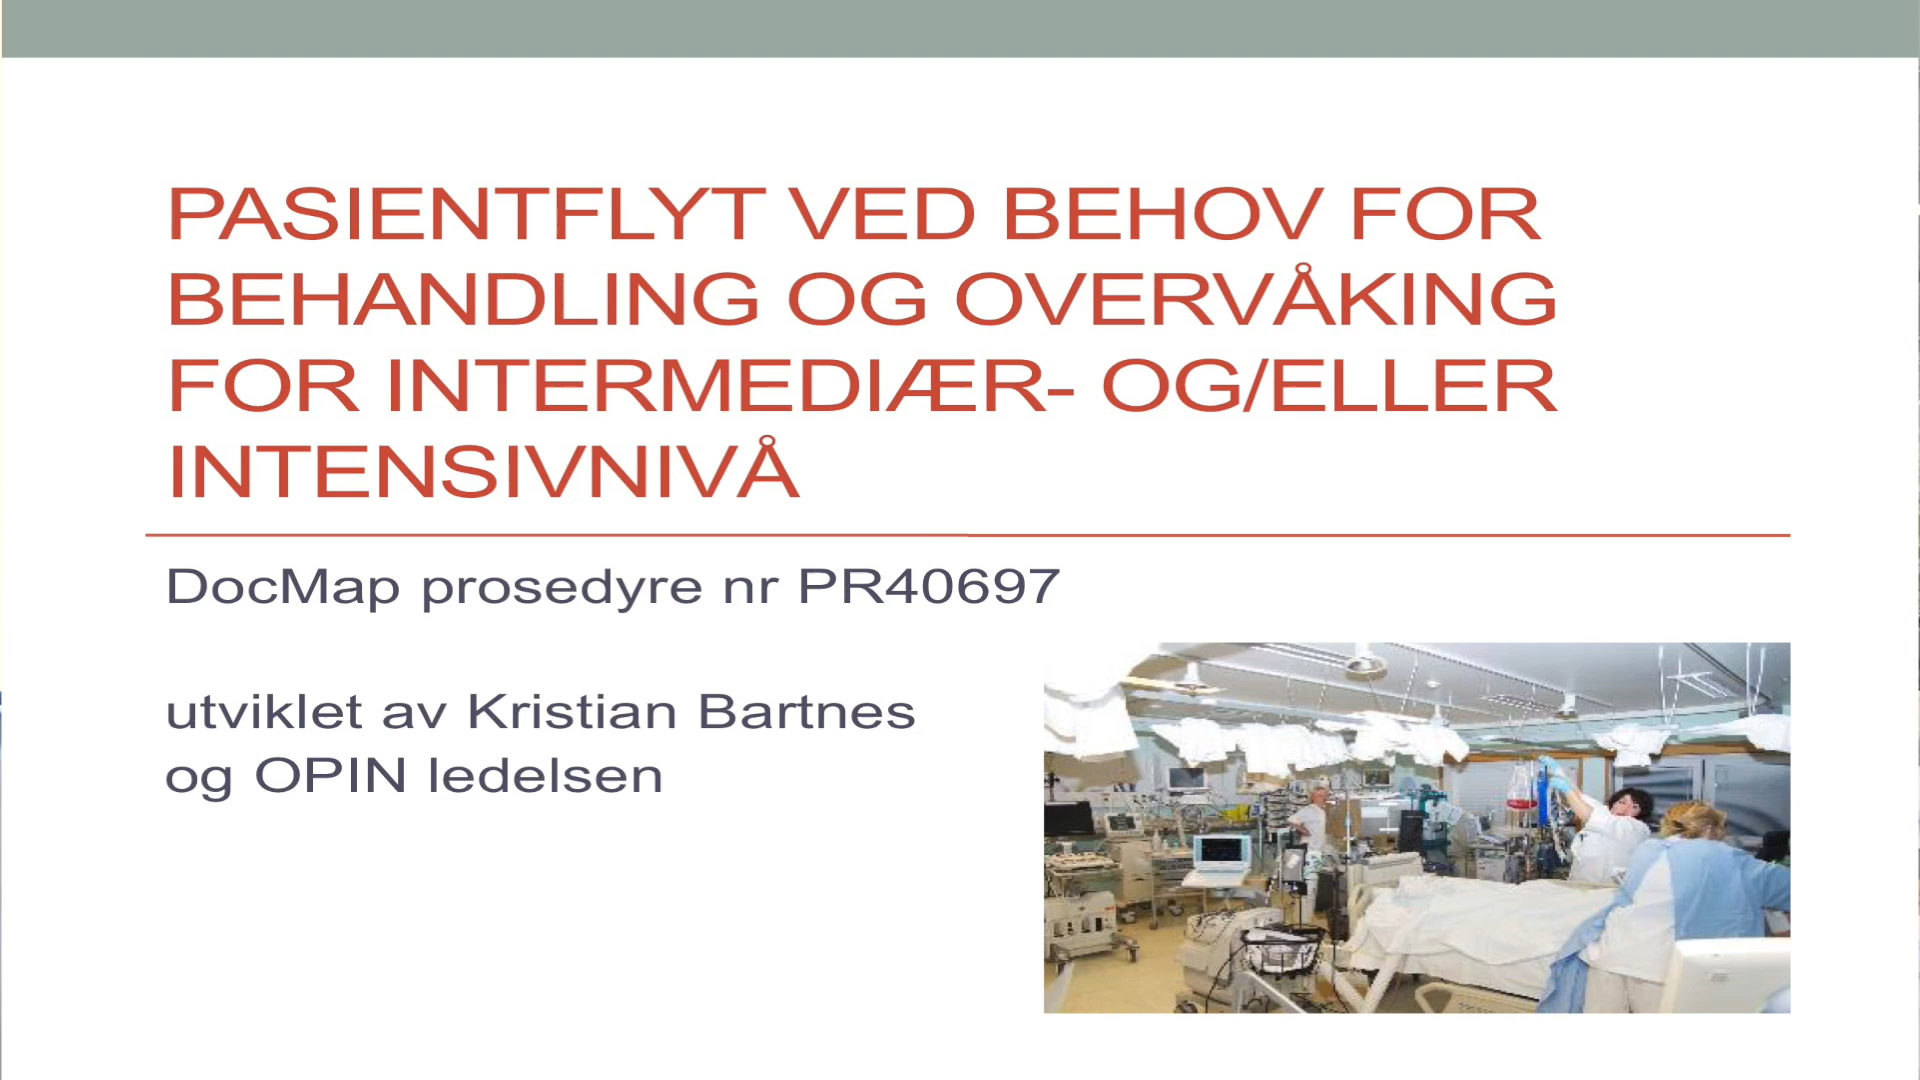 PASIENTFLYT VED BEHOV FOR
BEHANDLING OG OVERVÅKING
FOR INTERMEDIÆR- OG/ELLER
INTENSIVNIVÅ
DocMap prosedyre nr PR40697
utviklet av Kristian Bartnes
og OPIN ledelsen